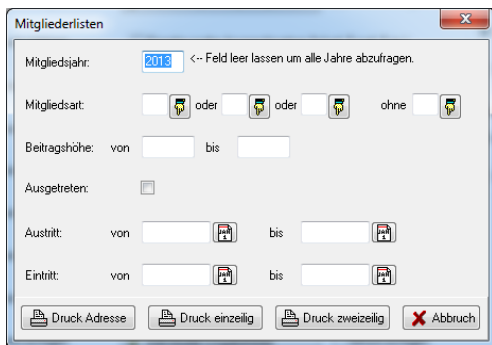 Mitgliederlisten
Mitgliedsjahr: 2013 <-- Feld leer lassen um alle Jahre abzufragen.
Mitgliedsart: oder oder ohne
Beitragshöhe: von bis
Ausgetreten:
Austritt: von bis
Eintritt: von bis
Druck Adresse Druck einzeilig Druck zweizeilig Abbruch